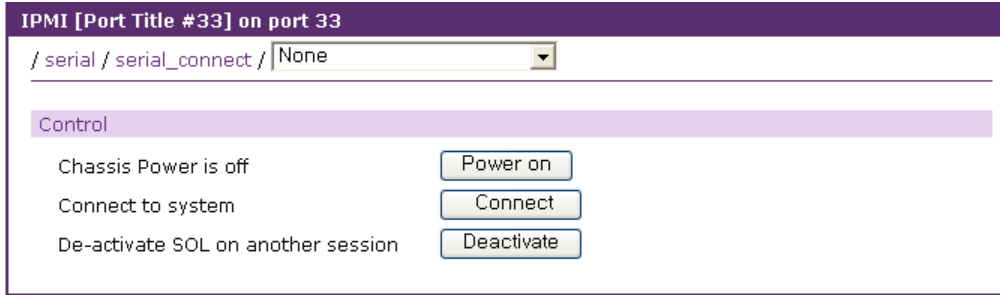 IPMI [Port Title #33] on port 33
/ serial / serial_connect / None
Control
Chassis Power is off Power on
Connect to system Connect
De-activate SOL on another session Deactivate